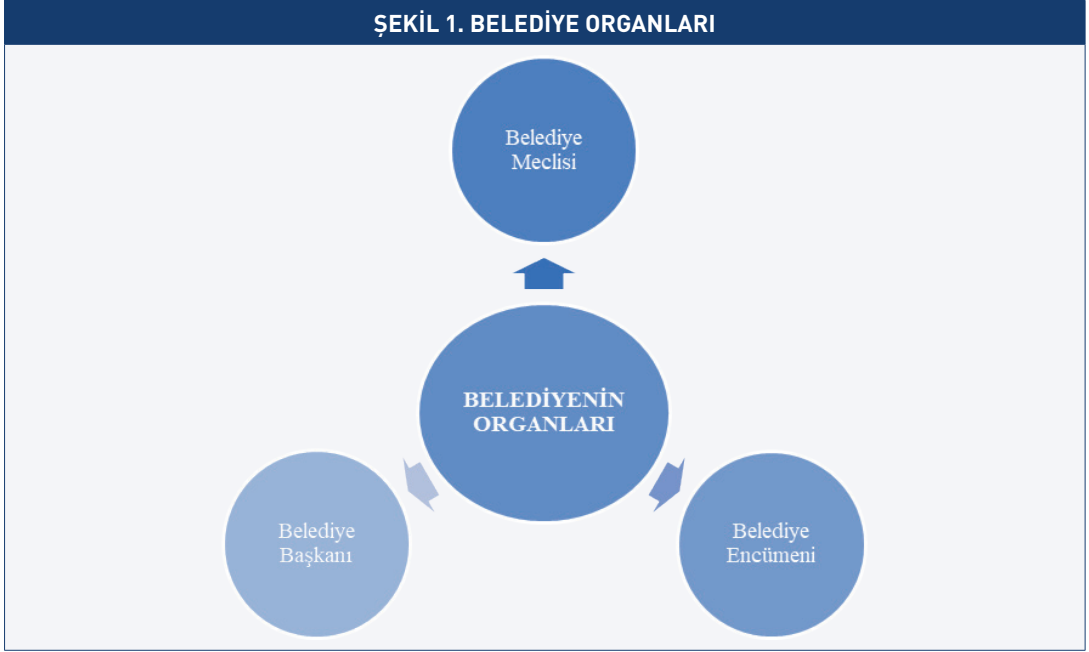 ŞEKİL 1. BELEDİYE ORGANLARI
Belediye
Meclisi
BELEDİYENİN
ORGANLARI
Belediye
Başkanı
Belediye
Encümeni